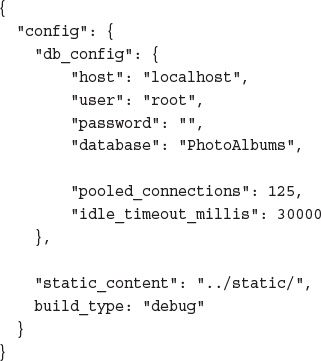 {
  "config": {
    "db_config": {
        "host": "localhost",
        "user": "root",
        "password": "",
        "database": "PhotoAlbums",

        "pooled_connections": 125,
        "idle_timeout_millis": 30000
    },

    "static_content": "../static/",
    build_type: "debug"
  }
}